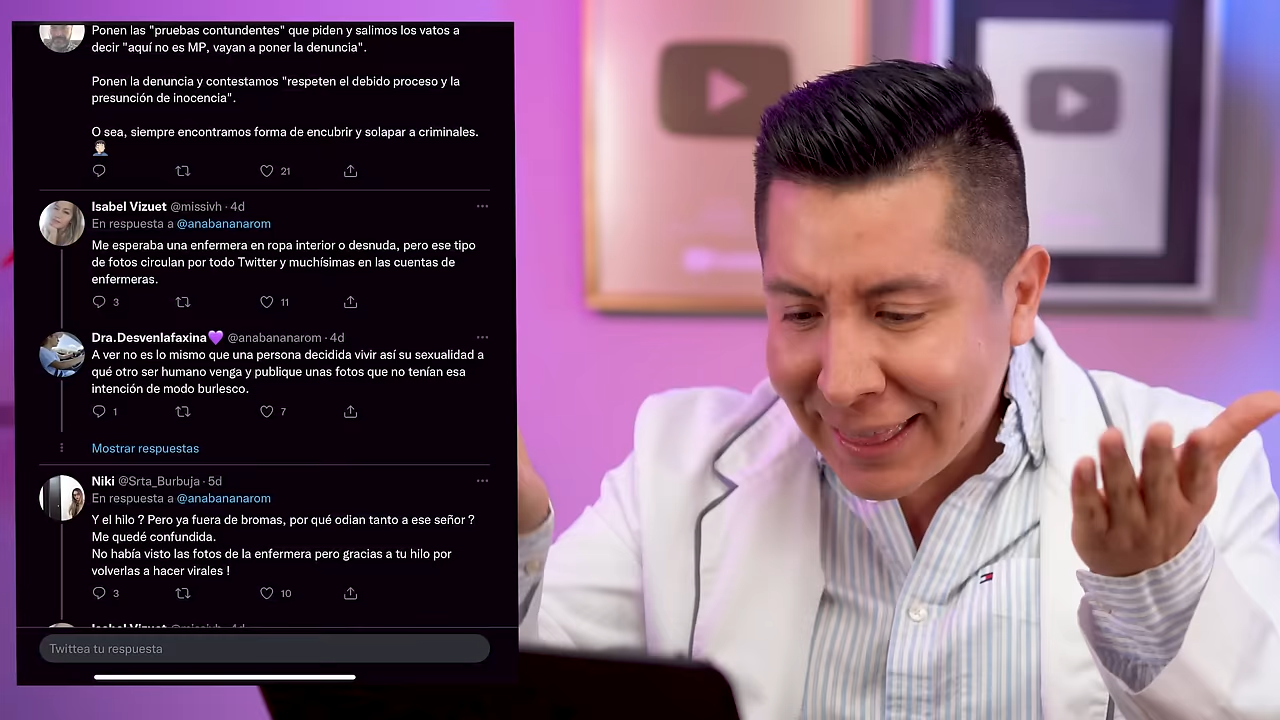 Ponen las "pruebas contundentes" que piden y salimos los vatos a
decir "aquí no es MP, vayan a poner la denuncia".
Ponen la denuncia y contestamos "respeten el debido proceso y la
presunción de inocencia".
O sea, siempre encontramos forma de encubrir y solapar a criminales.
21
Isabel Vizuet @missivh · 4d
En respuesta a @anabananarom
Me esperaba una enfermera en ropa interior o desnuda, pero ese tipo
de fotos circulan por todo Twitter y muchísimas en las cuentas de
enfermeras.
3 11
Dra.Desvenlafaxina💜 @anabananarom · 4d
A ver no es lo mismo que una persona decidida vivir así su sexualidad a
qué otro ser humano venga y publique unas fotos que no tenían esa
intención de modo burlesco.
1 7
Mostrar respuestas
Niki @Srta_Burbuja · 5d
En respuesta a @anabananarom
Y el hilo ? Pero ya fuera de bromas, por qué odian tanto a ese señor ?
Me quedé confundida.
No había visto las fotos de la enfermera pero gracias a tu hilo por
volverlas a hacer virales !
3 10
Isabel Vizuet @missivh · 4d
Twittea tu respuesta